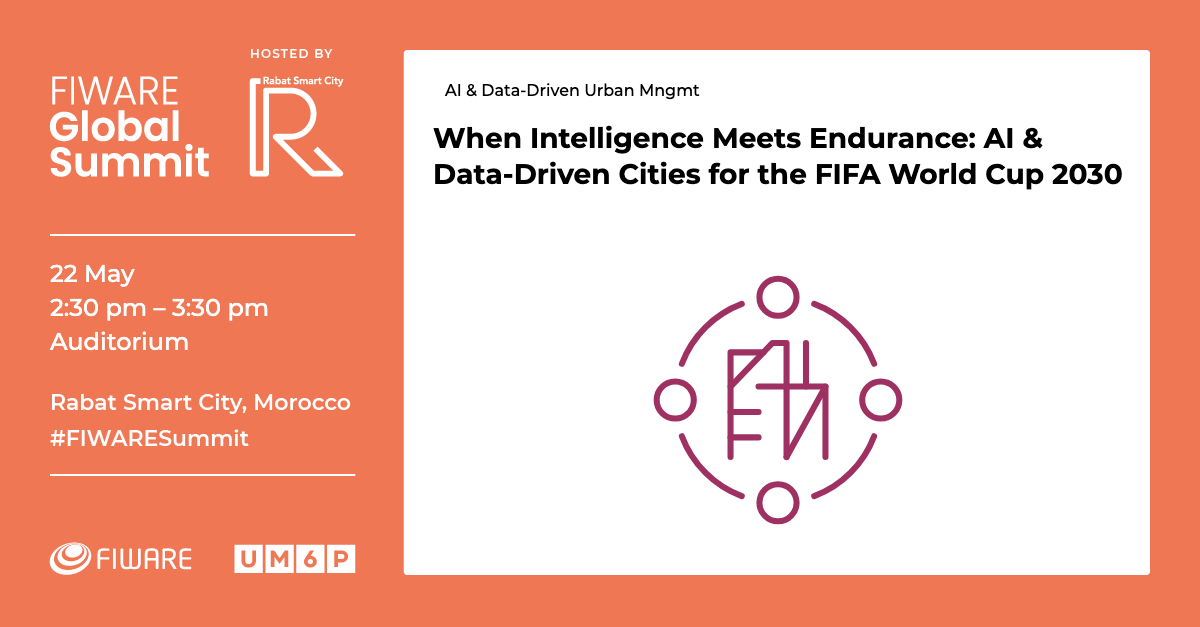 HOSTED BY
FIWARE
Global
Summit
Rabat Smart City
R
22 May
2:30 pm – 3:30 pm
Auditorium
Rabat Smart City, Morocco
#FIWARESummit
FIWARE
UM6P
AI & Data-Driven Urban Mngmt
When Intelligence Meets Endurance: AI &
Data-Driven Cities for the FIFA World Cup 2030